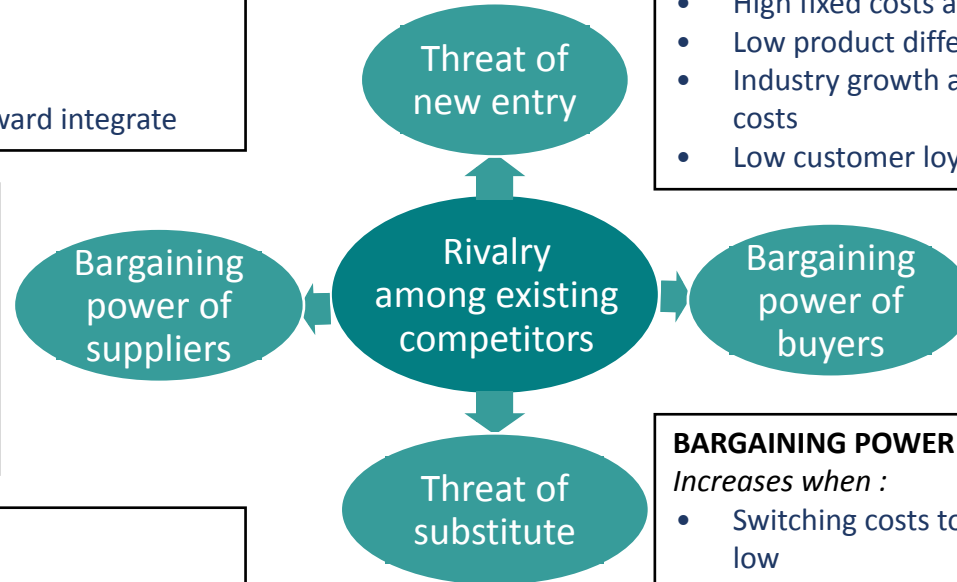 ward integrate
Threat of
new entry
High fixed costs a
• Low product diffe
• Industry growth a
costs
• Low customer loy
Bargaining
power of
suppliers
Rivalry
among existing
competitors
Bargaining
power of
buyers
Threat of
substitute
BARGAINING POWER
Increases when :
• Switching costs to
low